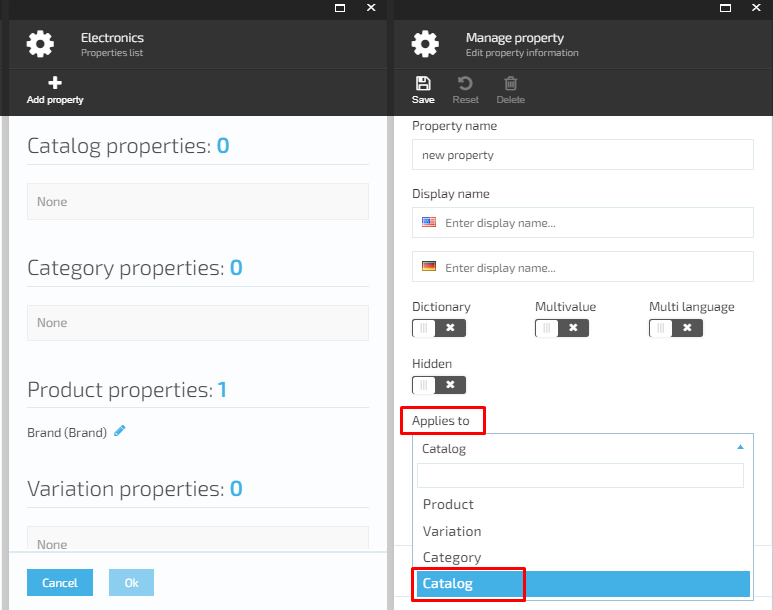 Electronics
Properties list
Add property
Catalog properties: 0
None
Category properties: 0
None
Product properties: 1
Brand (Brand)
Variation properties: 0
None
Cancel Ok
Manage property
Edit property information
Save Reset Delete
Property name
new property
Display name
Enter display name...
Enter display name...
Dictionary Multivalue Multi language
Hidden
Applies to
Catalog
Product
Variation
Category
Catalog